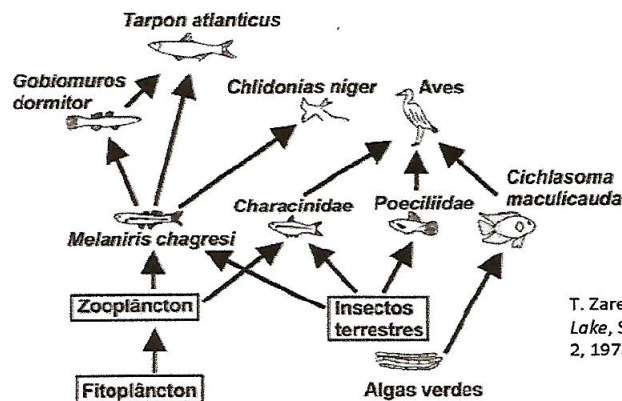 Tarpon atlanticus
Gobiomuros
dormitor
Chlidonias niger
Aves
Cichlasoma
maculicauda
Characinidae
Poeciliidae
Melaniris chagresi
Zooplâncton
Insectos
terrestres
Fitoplâncton
Algas verdes
T. Zare
Lake, S
2, 197